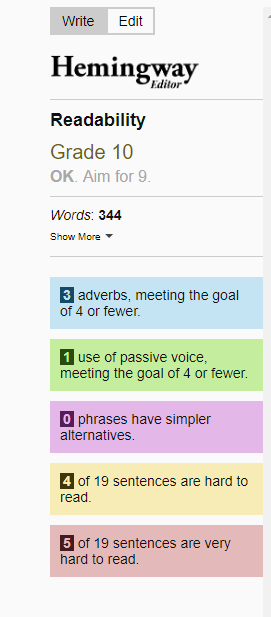 Write Edit
Hemingway
Editor
Readability
Grade 10
OK. Aim for 9.
Words: 344
Show More
3 adverbs, meeting the goal
of 4 or fewer.
1 use of passive voice,
meeting the goal of 4 or fewer.
0 phrases have simpler
alternatives.
4 of 19 sentences are hard to
read.
5 of 19 sentences are very
hard to read.